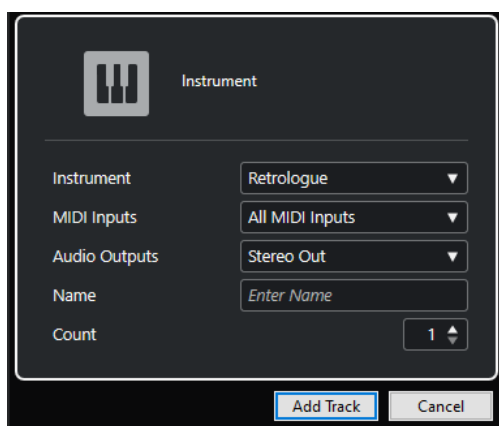 Instrument
Instrument Retrologue
MIDI Inputs All MIDI Inputs
Audio Outputs Stereo Out
Name Enter Name
Count 1
Add Track Cancel